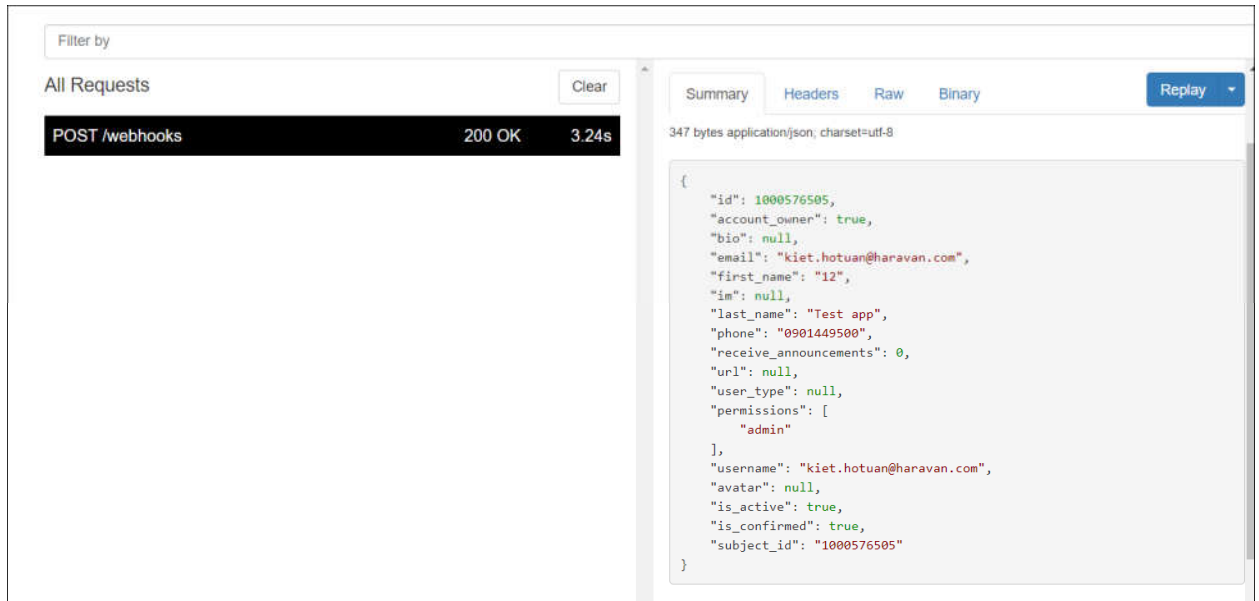 Filter by
All Requests
Clear
POST /webhooks 200 OK 3.24s
Summary Headers Raw Binary Replay
347 bytes application/json; charset=utf-8
{
    "id": 1000576505,
    "account_owner": true,
    "bio": null,
    "email": "kiet.hotuan@haravan.com",
    "first_name": "12",
    "im": null,
    "last_name": "Test app",
    "phone": "0901449500",
    "receive_announcements": 0,
    "url": null,
    "user_type": null,
    "permissions": [
        "admin"
    ],
    "username": "kiet.hotuan@haravan.com",
    "avatar": null,
    "is_active": true,
    "is_confirmed": true,
    "subject_id": "1000576505"
}